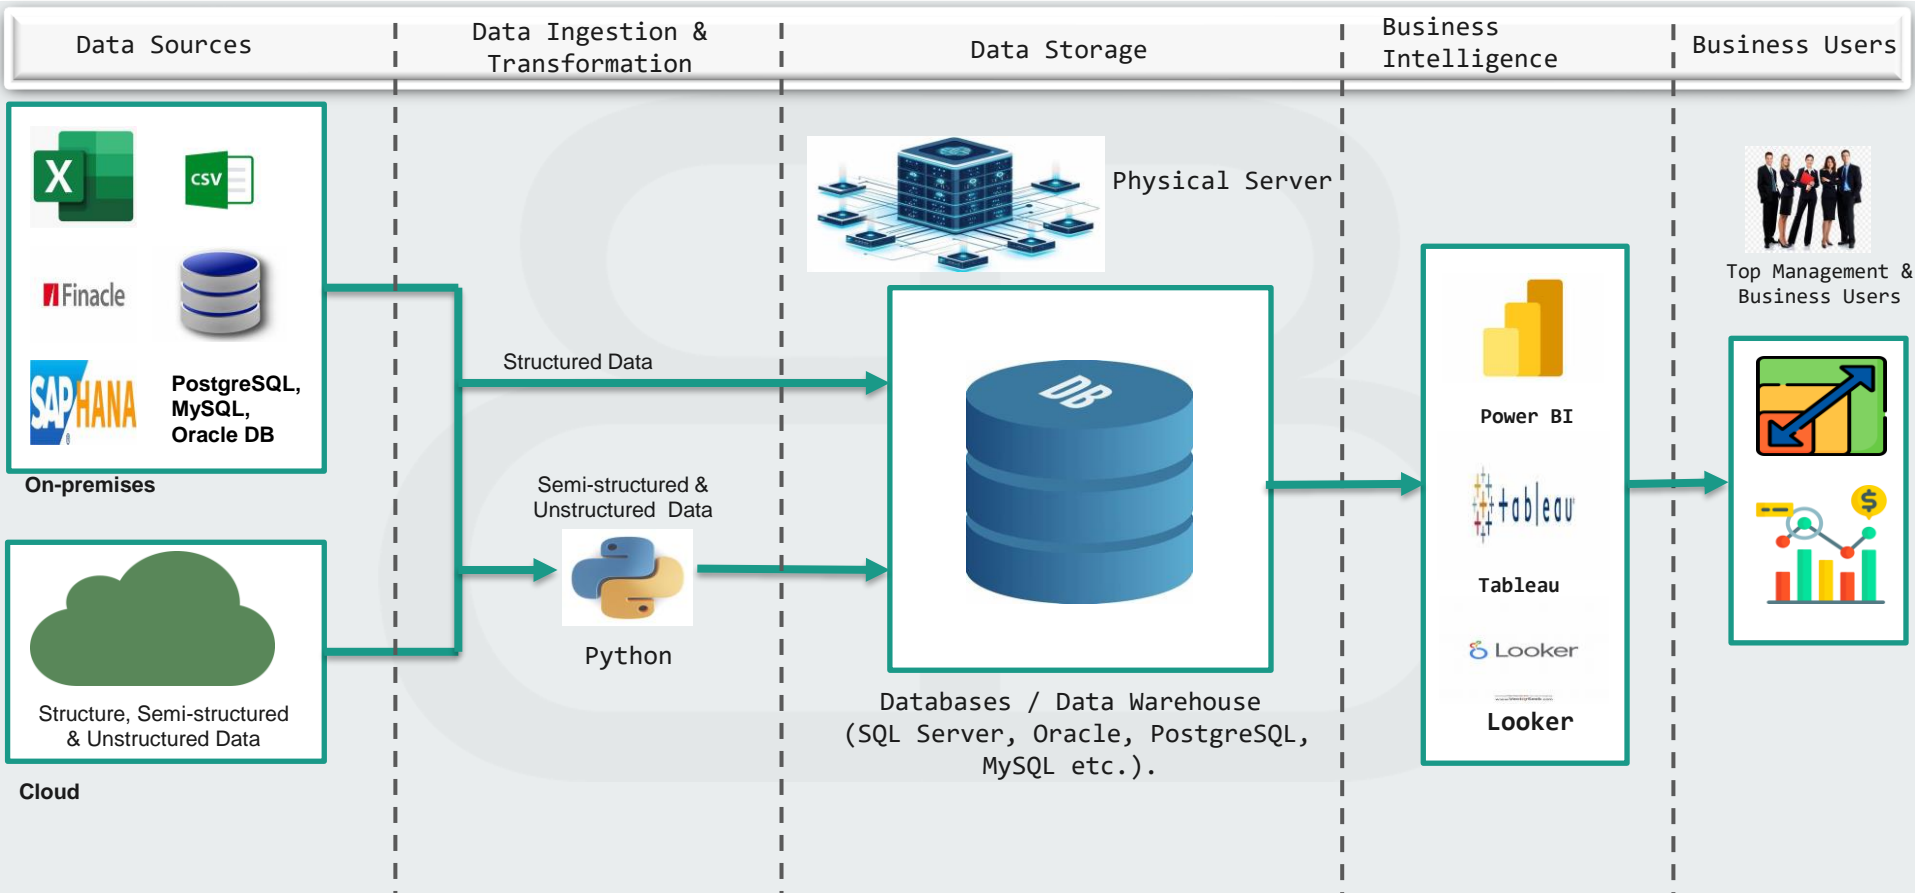 Data Sources
Data Ingestion &
Transformation
Data Storage
Business
Intelligence
Business Users
X
CSV
Finacle
SAP HANA
®
PostgreSQL,
MySQL,
Oracle DB
On-premises
Structure, Semi-structured
& Unstructured Data
Cloud
Structured Data
Semi-structured &
Unstructured Data
Python
Physical Server
DB
Databases / Data Warehouse
(SQL Server, Oracle, PostgreSQL,
MySQL etc.).
Power BI
+ableau
Tableau
Looker
Looker
Top Management &
Business Users
$